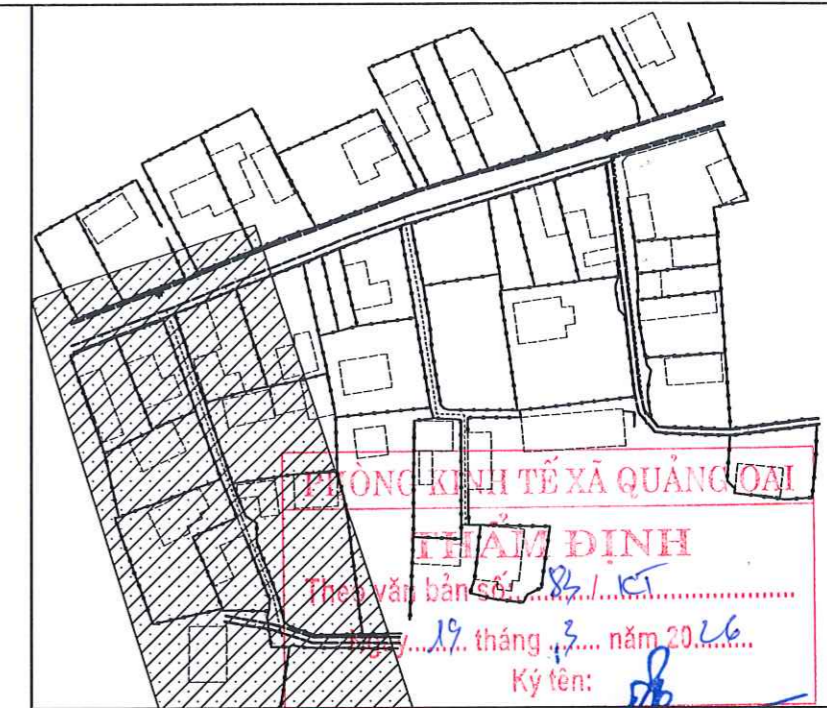 PHÒNG KINH TẾ XÃ QUẢNG OAI
THẨM ĐỊNH
Theo văn bản số:.......83./..KT.....................
Ngày......19. tháng ..3.... năm 2026......
Ký tên: